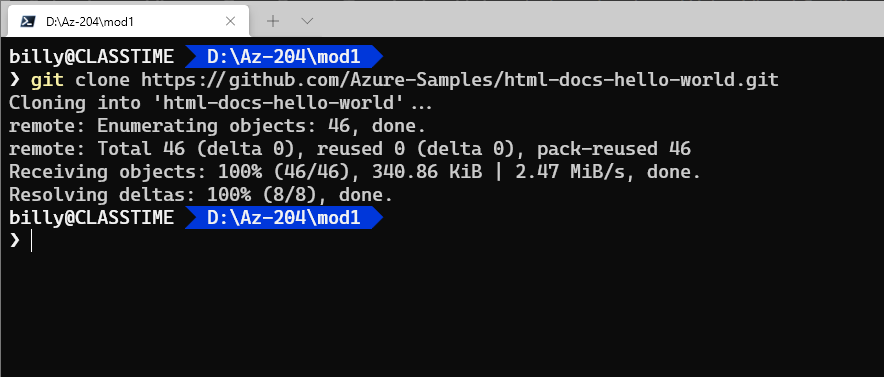 D:\Az-204\mod1
billy@CLASSTIME D:\Az-204\mod1
❯ git clone https://github.com/Azure-Samples/html-docs-hello-world.git
Cloning into 'html-docs-hello-world'...
remote: Enumerating objects: 46, done.
remote: Total 46 (delta 0), reused 0 (delta 0), pack-reused 46
Receiving objects: 100% (46/46), 340.86 KiB | 2.47 MiB/s, done.
Resolving deltas: 100% (8/8), done.
billy@CLASSTIME D:\Az-204\mod1
❯